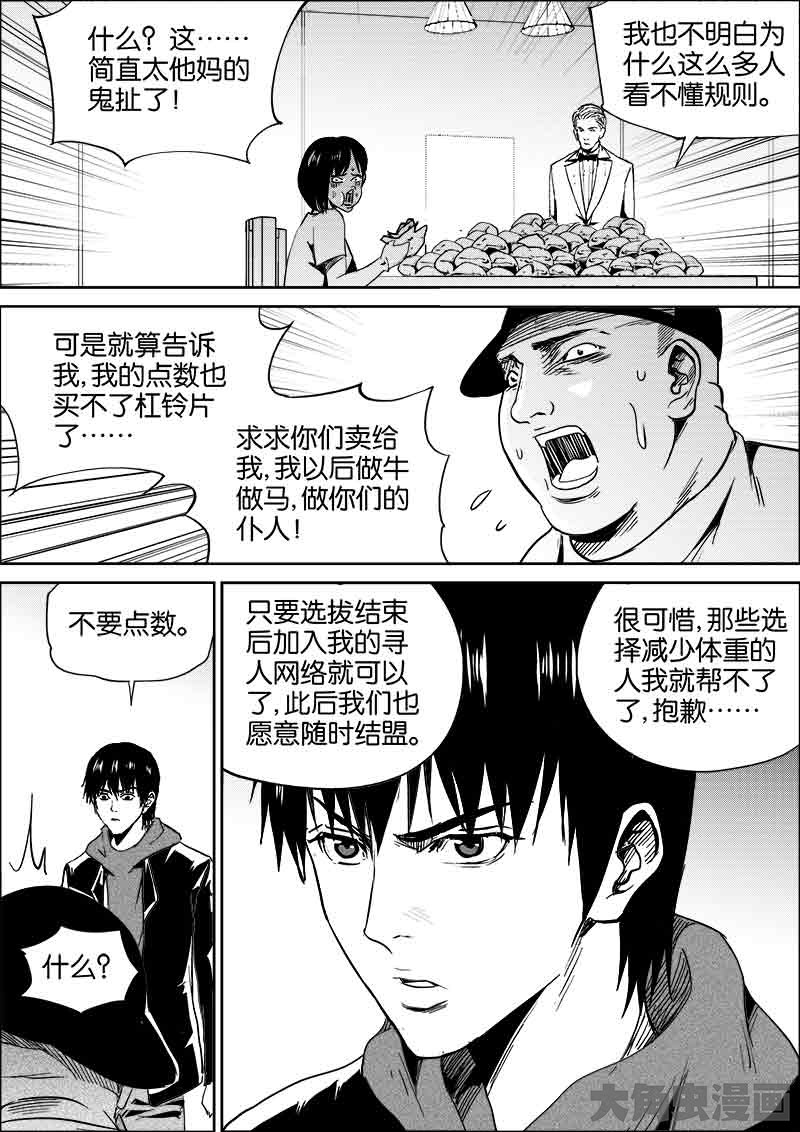 什么？这……
简直太他妈的
鬼扯了！
我也不明白为
什么这么多人
看不懂规则。
可是就算告诉
我,我的点数也
买不了杠铃片
了……
求求你们卖给
我,我以后做牛
做马,做你们的
仆人！
不要点数。
什么？
只要选拔结束
后加入我的寻
人网络就可以
了,此后我们也
愿意随时结盟。
很可惜,那些选
择减少体重的
人我就帮不了
了,抱歉……
大角虫漫画